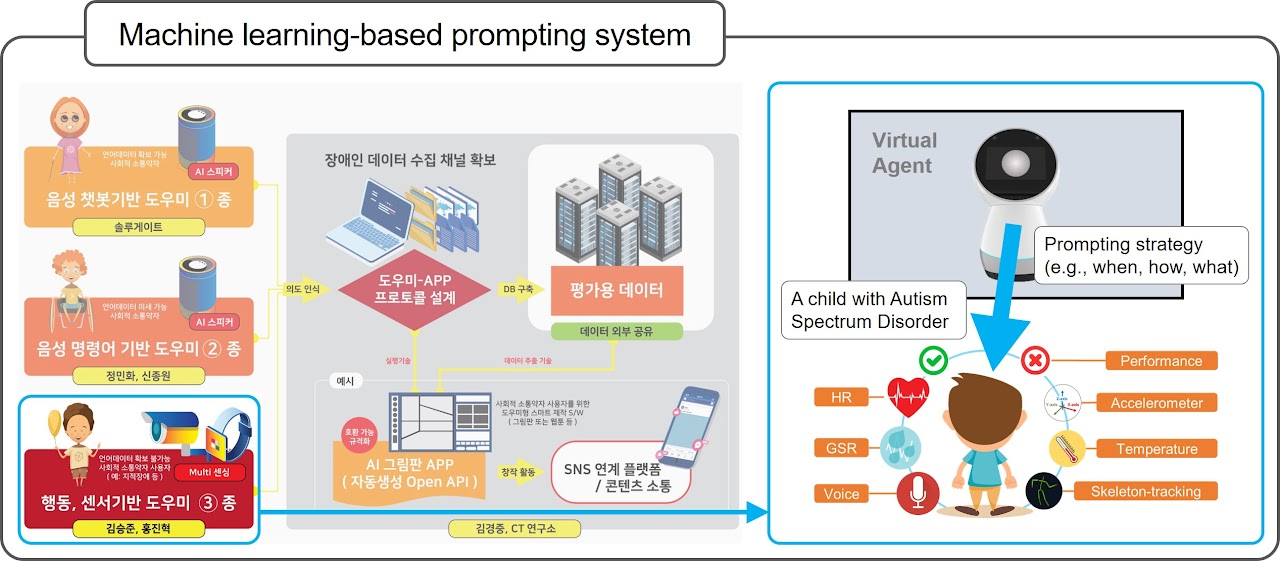 Machine learning-based prompting system
언어데이터 확보 가능
사회적 소통약자
AI 스피커
음성 챗봇기반 도우미 ① 종
솔루게이트
언어데이터 미세 가능
사회적 소통약자
AI 스피커
음성 명령어 기반 도우미 ② 종
정민화, 신종원
언어데이터 확보 불가능
사회적 소통약자 사용자
( 예: 지적장애 등 )
Multi 센싱
행동, 센서기반 도우미 ③ 종
김승준, 홍진혁
장애인 데이터 수집 채널 확보
의도 인식
도우미-APP
프로토콜 설계
DB 구축
평가용 데이터
데이터 외부 공유
실행기술
데이터 추출 기술
예시
호환 가능
규격화
사회적 소통약자 사용자를 위한
도우미형 스마트 제작 S/W
( 그림판 또는 웹툰 등 )
AI 그림판 APP
( 자동생성 Open API )
창작 활동
SNS 연계 플랫폼
/ 콘텐츠 소통
김경중, CT 연구소
Virtual
Agent
Prompting strategy
(e.g., when, how, what)
A child with Autism
Spectrum Disorder
HR
GSR
Voice
Performance
Accelerometer
Temperature
Skeleton-tracking